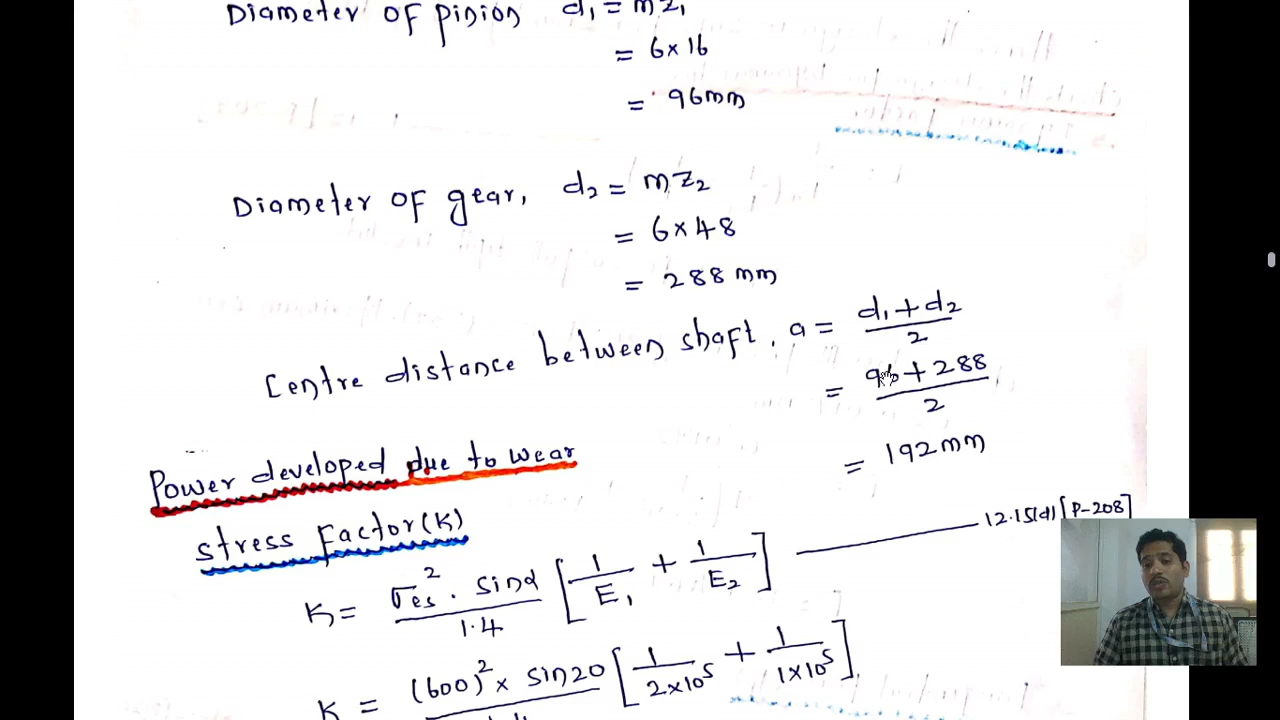 Diameter of pinion d₁ = mz₁
= 6×16
= 96mm
Diameter of gear, d₂ = mz₂
= 6×48
= 288 mm
Centre distance between shaft, a = (d₁+d₂)/2
= (96+288)/2
= 192mm
Power developed due to wear
Stress Factor(K)
K = (σes² · sinα)/1.4 [1/E₁ + 1/E₂] 12.15(d) [P-208]
K = (600)² × sin20 [1/2×10⁵ + 1/1×10⁵]